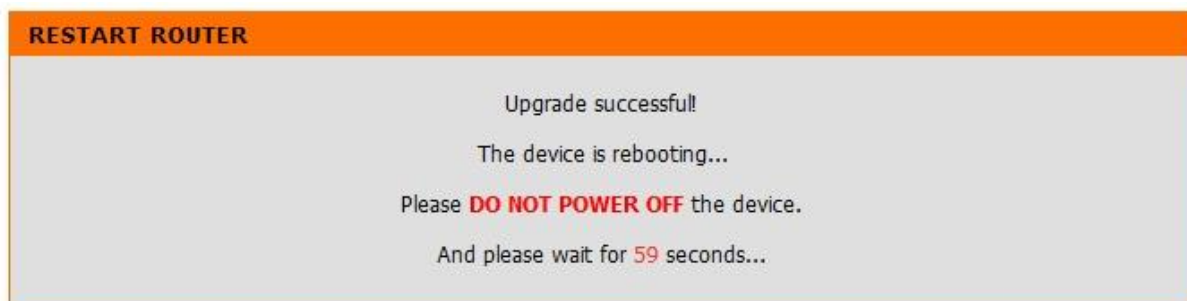 RESTART ROUTER
Upgrade successful!
The device is rebooting...
Please DO NOT POWER OFF the device.
And please wait for 59 seconds...